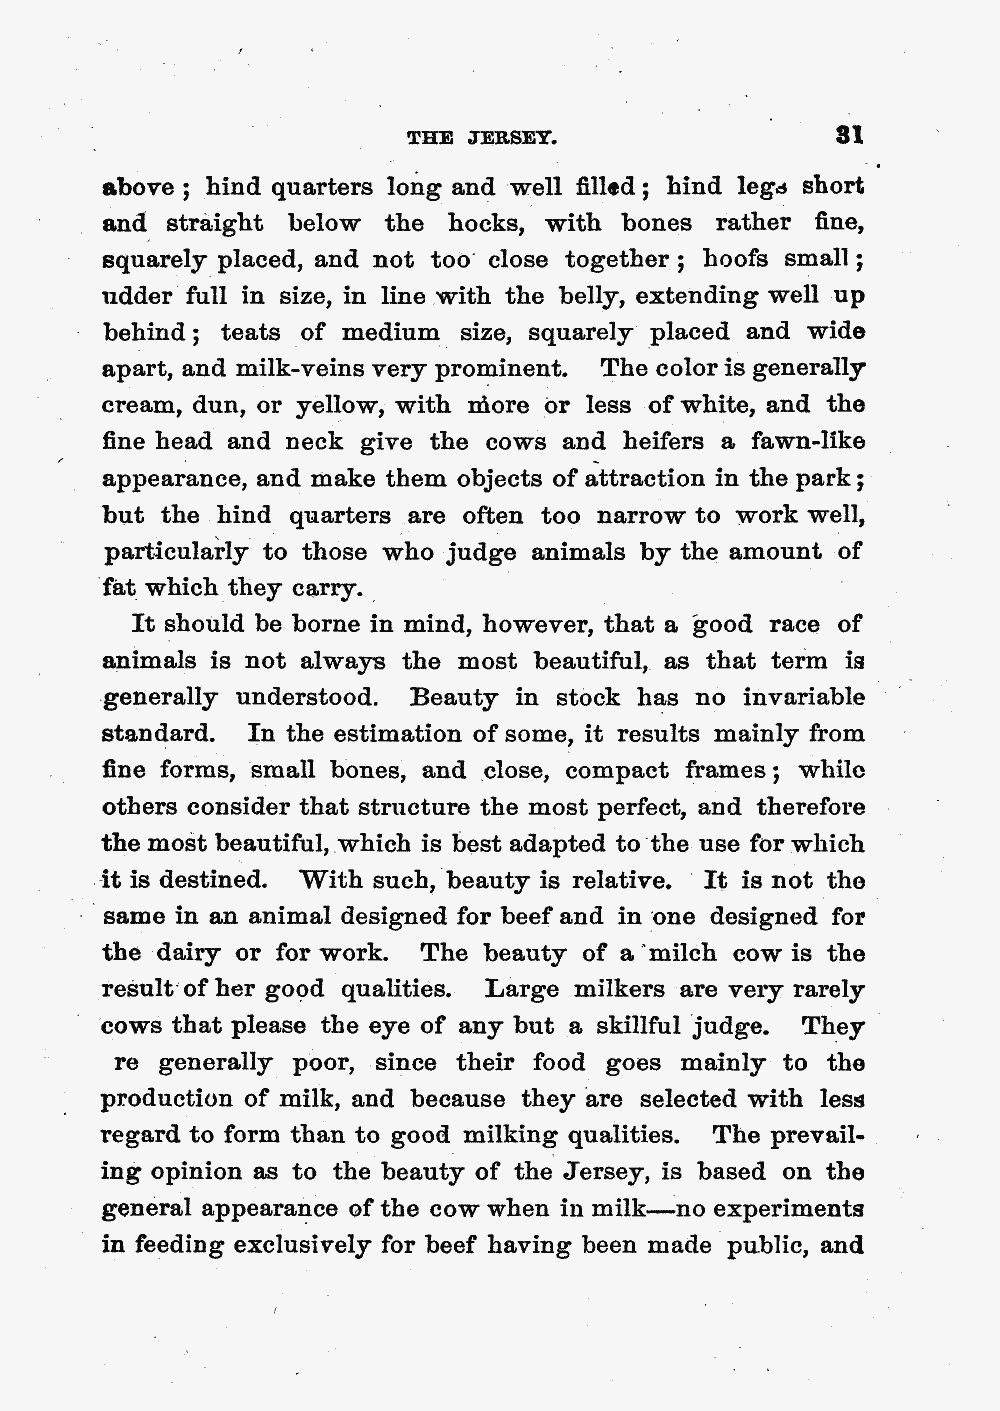 THE JERSEY. 31
above ; hind quarters long and well filled ; hind legs short
and straight below the hocks, with bones rather fine,
squarely placed, and not too close together ; hoofs small ;
udder full in size, in line with the belly, extending well up
behind ; teats of medium size, squarely placed and wide
apart, and milk-veins very prominent. The color is generally
cream, dun, or yellow, with more or less of white, and the
fine head and neck give the cows and heifers a fawn-like
appearance, and make them objects of attraction in the park ;
but the hind quarters are often too narrow to work well,
particularly to those who judge animals by the amount of
fat which they carry.
It should be borne in mind, however, that a good race of
animals is not always the most beautiful, as that term is
generally understood. Beauty in stock has no invariable
standard. In the estimation of some, it results mainly from
fine forms, small bones, and close, compact frames ; while
others consider that structure the most perfect, and therefore
the most beautiful, which is best adapted to the use for which
it is destined. With such, beauty is relative. It is not the
same in an animal designed for beef and in one designed for
the dairy or for work. The beauty of a milch cow is the
result of her good qualities. Large milkers are very rarely
cows that please the eye of any but a skillful judge. They
re generally poor, since their food goes mainly to the
production of milk, and because they are selected with less
regard to form than to good milking qualities. The prevail-
ing opinion as to the beauty of the Jersey, is based on the
general appearance of the cow when in milk—no experiments
in feeding exclusively for beef having been made public, and